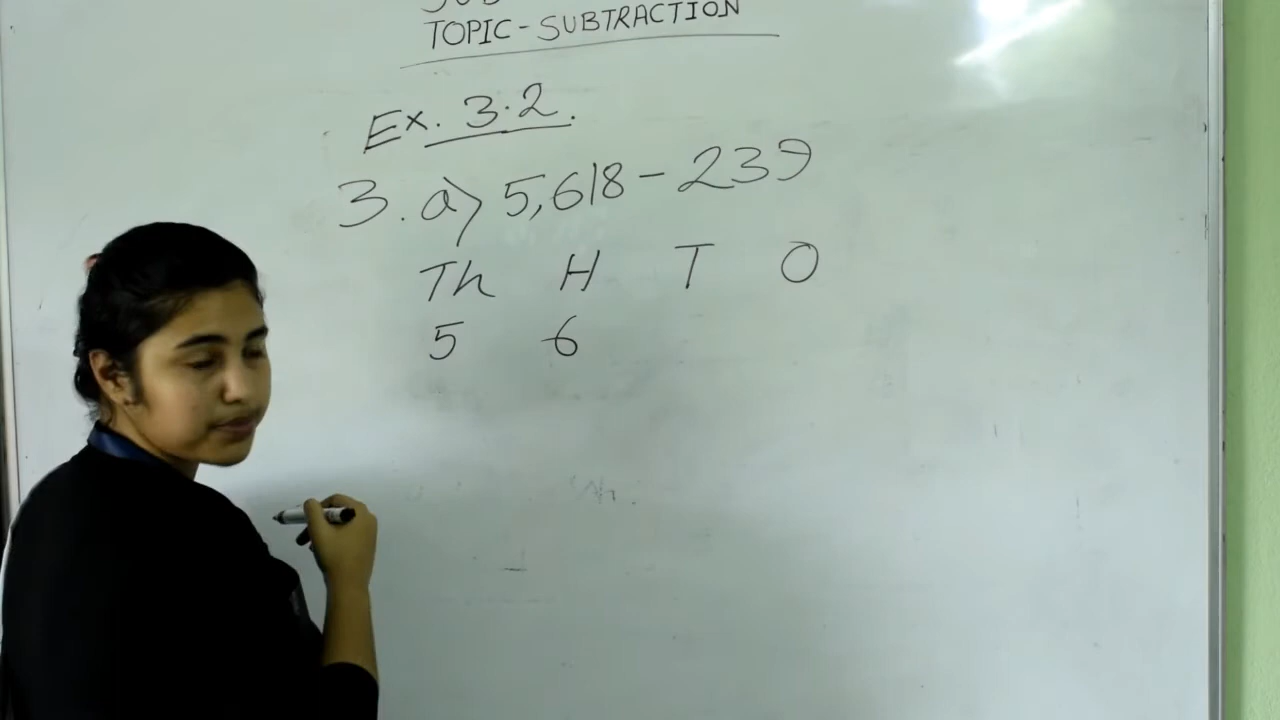 TOPIC-SUBTRACTION
Ex. 3.2.
3. a) 5,618 - 239
Th H T O
5 6